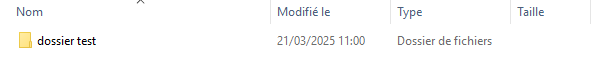 Nom Modifié le Type Taille
dossier test 21/03/2025 11:00 Dossier de fichiers